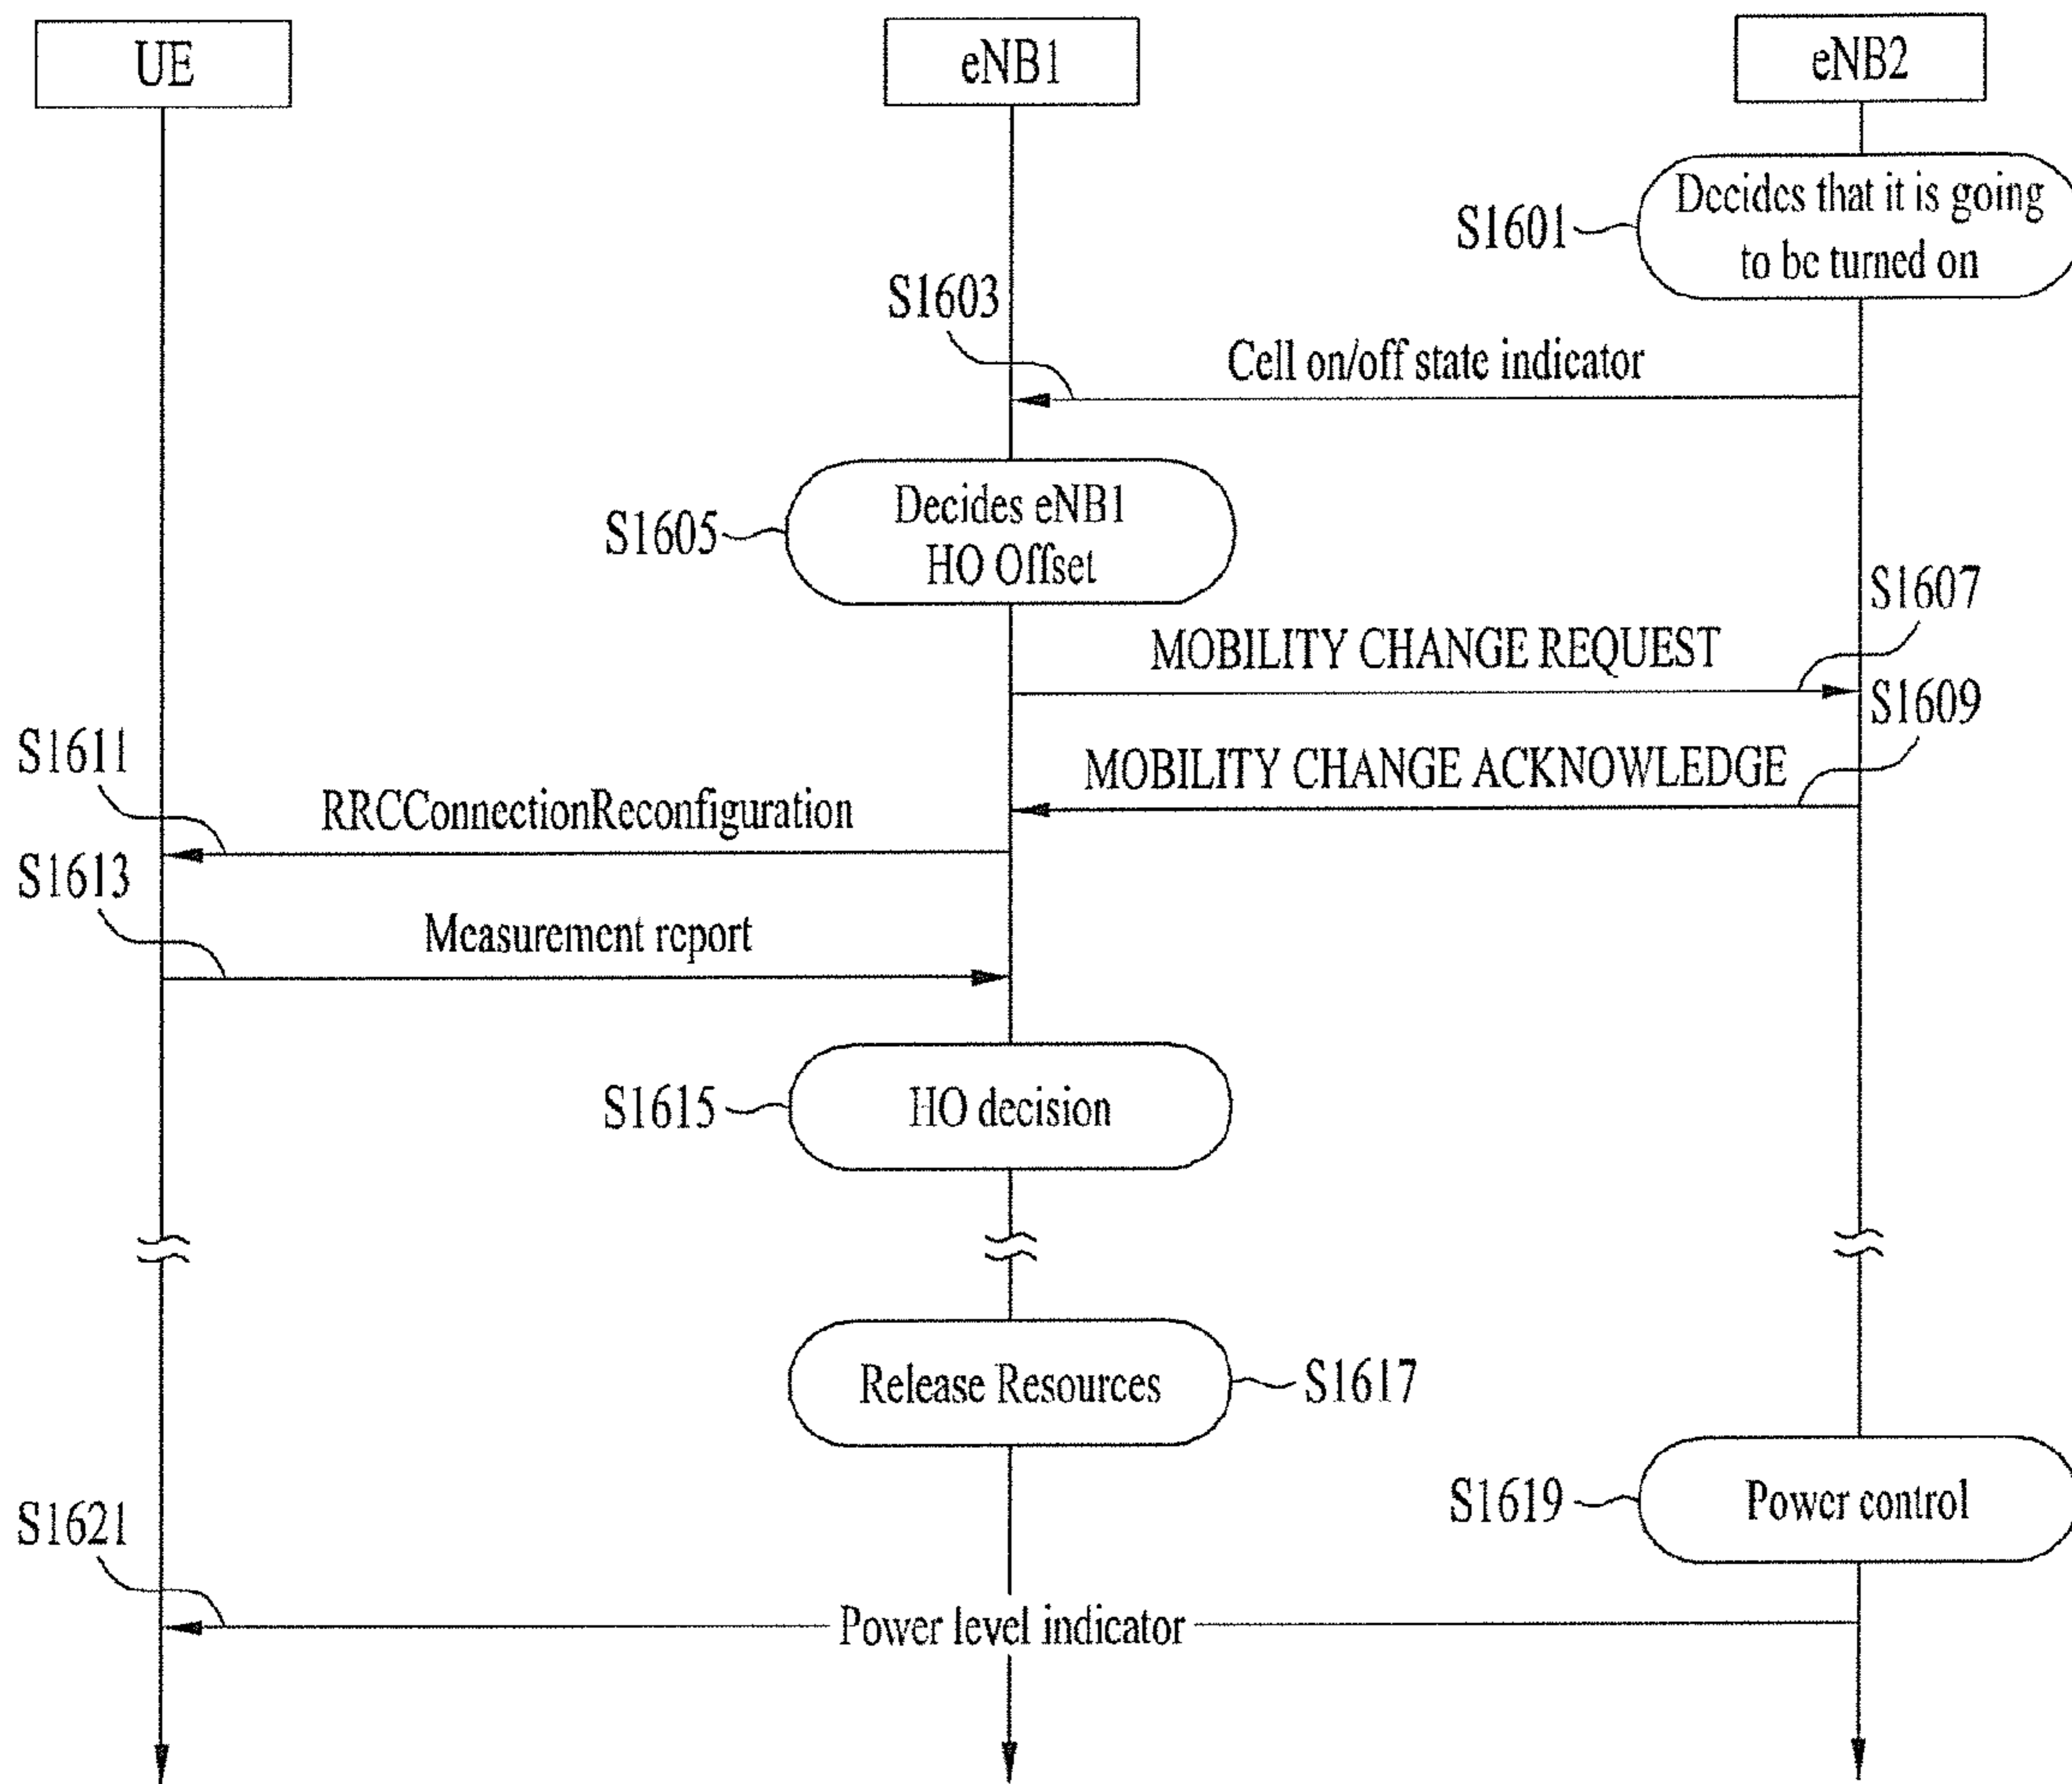 UE
eNB1
eNB2
S1601
Decides that it is going
to be turned on
S1603
Cell on/off state indicator
S1605
Decides eNB1
HO Offset
S1607
MOBILITY CHANGE REQUEST
S1609
MOBILITY CHANGE ACKNOWLEDGE
S1611
RRCConnectionReconfiguration
S1613
Measurement report
S1615
HO decision
Release Resources
S1617
S1619
Power control
S1621
Power level indicator